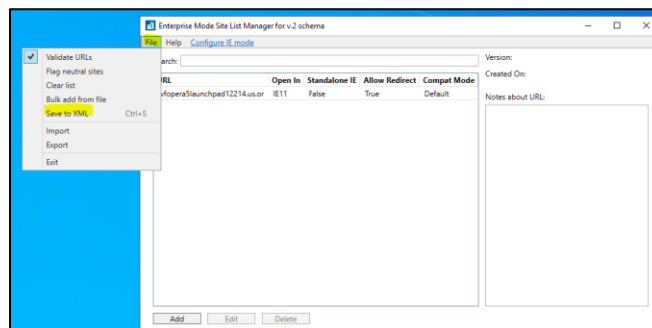 Enterprise Mode Site List Manager for v.2 schema
File Help Configure IE mode
Validate URLs
Flag neutral sites
Clear list
Bulk add from file
Save to XML Ctrl+S
Import
Export
Exit
arch:
URL Open In Standalone IE Allow Redirect Compat Mode
vfopera5launchpad12214.us.or IE11 False True Default
Version:
Created On:
Notes about URL:
Add Edit Delete